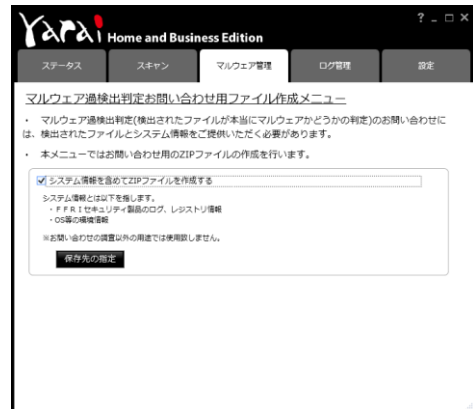 Yarai Home and Business Edition
ステータス スキャン マルウェア管理 ログ管理 設定
マルウェア過検出判定お問い合わせ用ファイル作成メニュー
・ マルウェア過検出判定(検出されたファイルが本当にマルウェアかどうかの判定)のお問い合わせに
は、検出されたファイルとシステム情報をご提供いただく必要があります。
・ 本メニューではお問い合わせ用のZIPファイルの作成を行います。
システム情報を含めてZIPファイルを作成する
システム情報とは以下を指します。
・ＦＦＲＩセキュリティ製品のログ、レジストリ情報
・OS等の環境情報
※お問い合わせの調査以外の用途では使用致しません。
保存先の指定